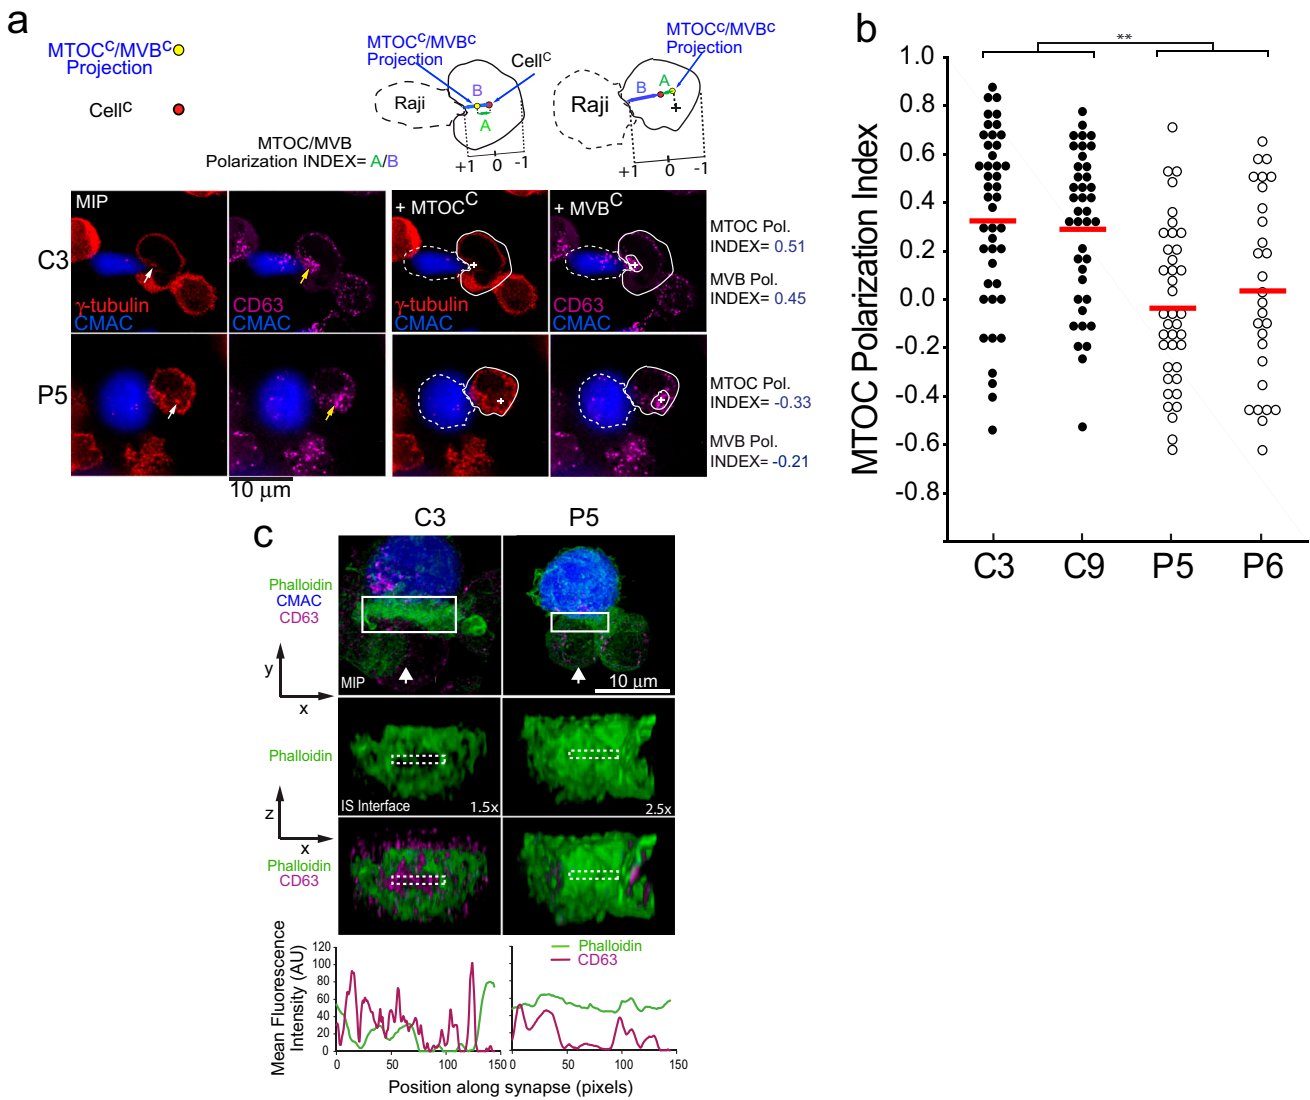 a
MTOCC/MVBC
Projection
CellC
MTOCC/MVBC
Projection
CellC
Raji
B
A
+1 0 -1
MTOCC/MVBC
Projection
Raji
B
A
+1 0 -1
MTOC/MVB
Polarization INDEX= A/B
MIP
+ MTOCC
+ MVBC
C3
γ-tubulin
CMAC
CD63
CMAC
γ-tubulin
CMAC
CD63
CMAC
MTOC Pol.
INDEX= 0.51
MVB Pol.
INDEX= 0.45
P5
MTOC Pol.
INDEX= -0.33
MVB Pol.
INDEX= -0.21
10 µm
b
**
MTOC Polarization Index
1.0
0.8
0.6
0.4
0.2
0.0
-0.2
-0.4
-0.6
-0.8
C3 C9 P5 P6
c
C3 P5
Phalloidin
CMAC
CD63
y
x
MIP
10 µm
Phalloidin
IS Interface
1.5x
2.5x
z
x
Phalloidin
CD63
Mean Fluorescence
Intensity (AU)
120
100
80
60
40
20
0
0 50 100 150
Phalloidin
CD63
0 50 100 150
Position along synapse (pixels)